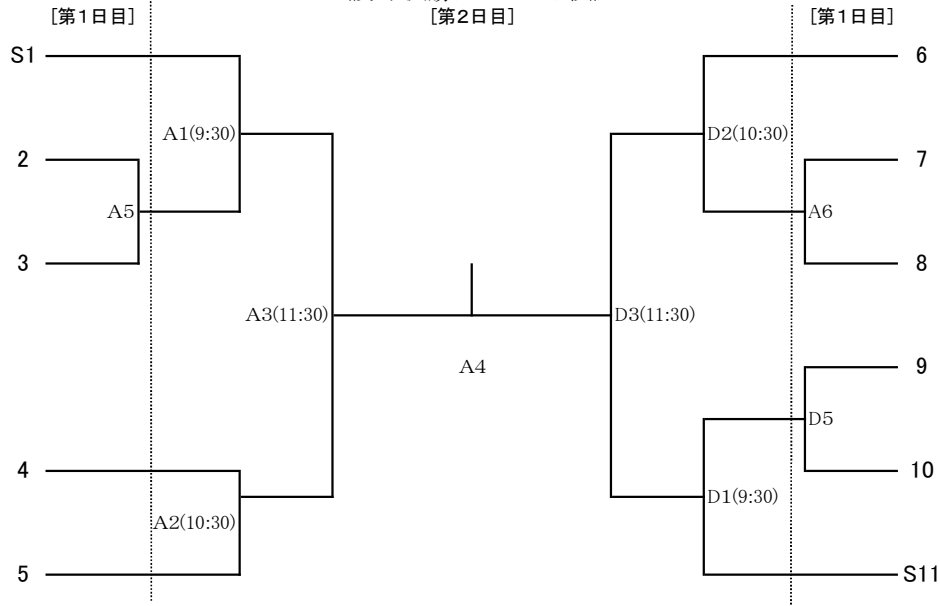 [第1日目] [第2日目] [第1日目]
S1 6
A1(9:30) D2(10:30)
2 7
A5 A6
3 8
A3(11:30) D3(11:30)
A4 9
D5
4 10
D1(9:30)
A2(10:30)
5 S11